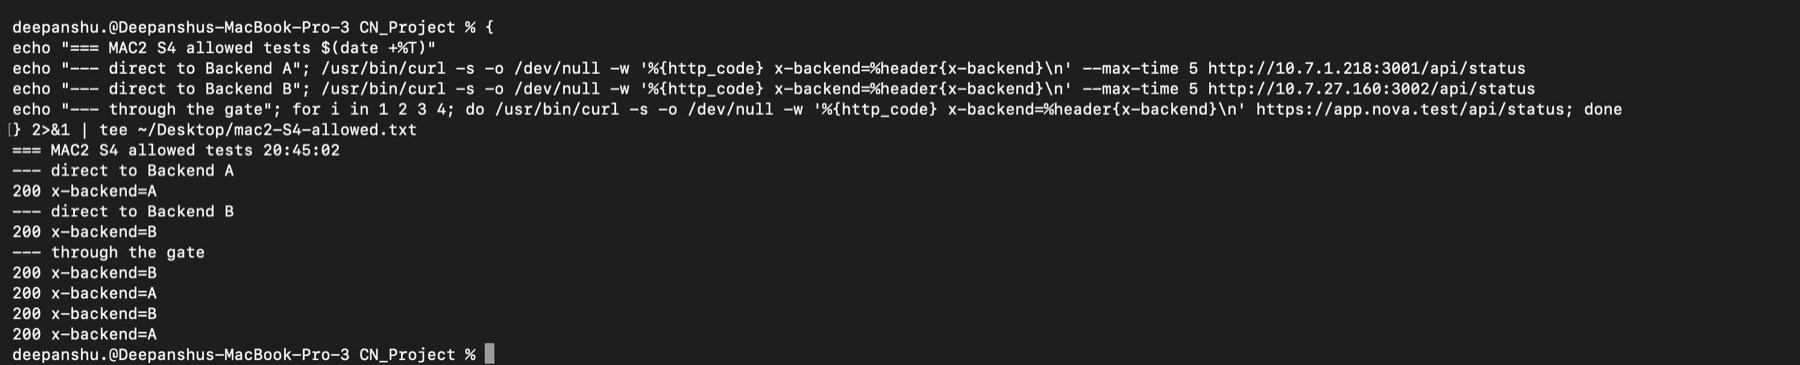 deepanshu.@Deepanshus-MacBook-Pro-3 CN_Project % {
echo "=== MAC2 S4 allowed tests $(date +%T)"
echo "--- direct to Backend A"; /usr/bin/curl -s -o /dev/null -w '%{http_code} x-backend=%header{x-backend}\n' --max-time 5 http://10.7.1.218:3001/api/status
echo "--- direct to Backend B"; /usr/bin/curl -s -o /dev/null -w '%{http_code} x-backend=%header{x-backend}\n' --max-time 5 http://10.7.27.160:3002/api/status
echo "--- through the gate"; for i in 1 2 3 4; do /usr/bin/curl -s -o /dev/null -w '%{http_code} x-backend=%header{x-backend}\n' https://app.nova.test/api/status; done
[} 2>&1 | tee ~/Desktop/mac2-S4-allowed.txt
=== MAC2 S4 allowed tests 20:45:02
--- direct to Backend A
200 x-backend=A
--- direct to Backend B
200 x-backend=B
--- through the gate
200 x-backend=B
200 x-backend=A
200 x-backend=B
200 x-backend=A
deepanshu.@Deepanshus-MacBook-Pro-3 CN_Project %